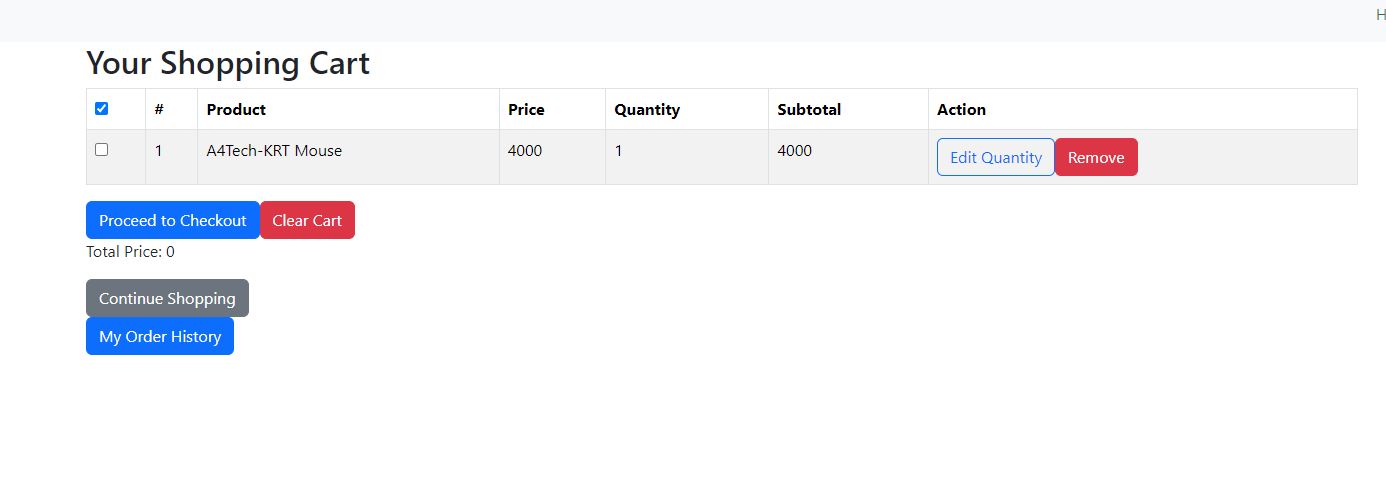 H
Your Shopping Cart
# Product Price Quantity Subtotal Action
1 A4Tech-KRT Mouse 4000 1 4000 Edit Quantity Remove
Proceed to Checkout Clear Cart
Total Price: 0
Continue Shopping
My Order History